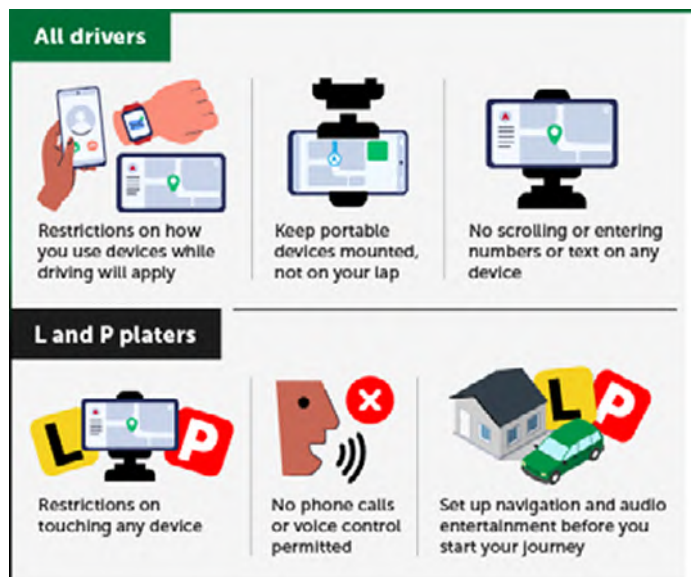 All drivers
Restrictions on how
you use devices while
driving will apply
Keep portable
devices mounted,
not on your lap
No scrolling or entering
numbers or text on any
device
L and P platers
L
P
Restrictions on
touching any device
No phone calls
or voice control
permitted
L
P
Set up navigation and audio
entertainment before you
start your journey